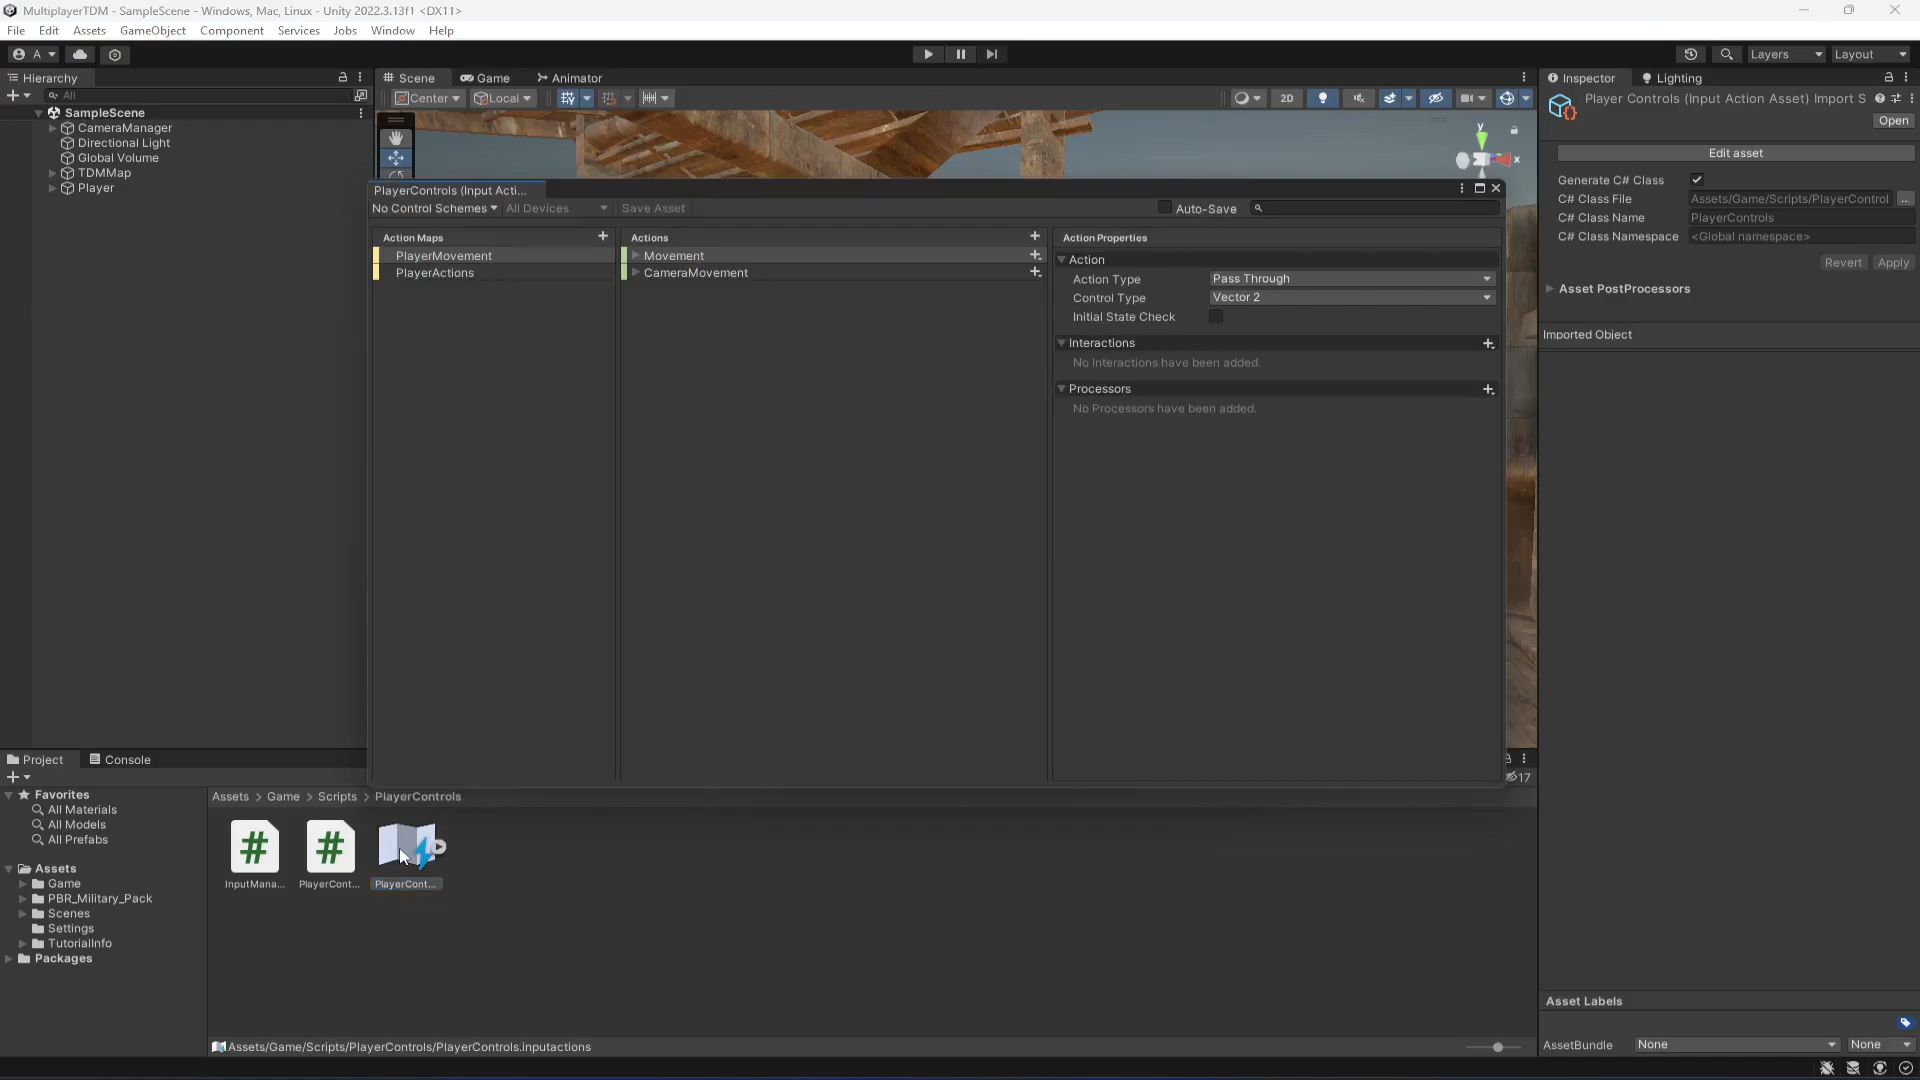 MultiplayerTDM - SampleScene - Windows, Mac, Linux - Unity 2022.3.13f1 <DX11>
File Edit Assets GameObject Component Services Jobs Window Help
A Layers Layout
Hierarchy Scene Game Animator Inspector Lighting
All Center Local 2D
Player Controls (Input Action Asset) Import S
Open
SampleScene
CameraManager
Directional Light
Global Volume
TDMMap
Player
y
x
Edit asset
Generate C# Class
C# Class File Assets/Game/Scripts/PlayerControl ...
C# Class Name PlayerControls
C# Class Namespace <Global namespace>
Revert Apply
Asset PostProcessors
Imported Object
PlayerControls (Input Acti...
No Control Schemes All Devices Save Asset Auto-Save
Action Maps Actions Action Properties
PlayerMovement Movement Action
PlayerActions CameraMovement Action Type Pass Through
Control Type Vector 2
Initial State Check
Interactions
No Interactions have been added.
Processors
No Processors have been added.
Project Console
17
Favorites
All Materials
All Models
All Prefabs
Assets
Game
PBR_Military_Pack
Scenes
Settings
TutorialInfo
Packages
Assets > Game > Scripts > PlayerControls
# #
InputMana... PlayerCont... PlayerCont...
Assets/Game/Scripts/PlayerControls/PlayerControls.inputactions
Asset Labels
AssetBundle None None